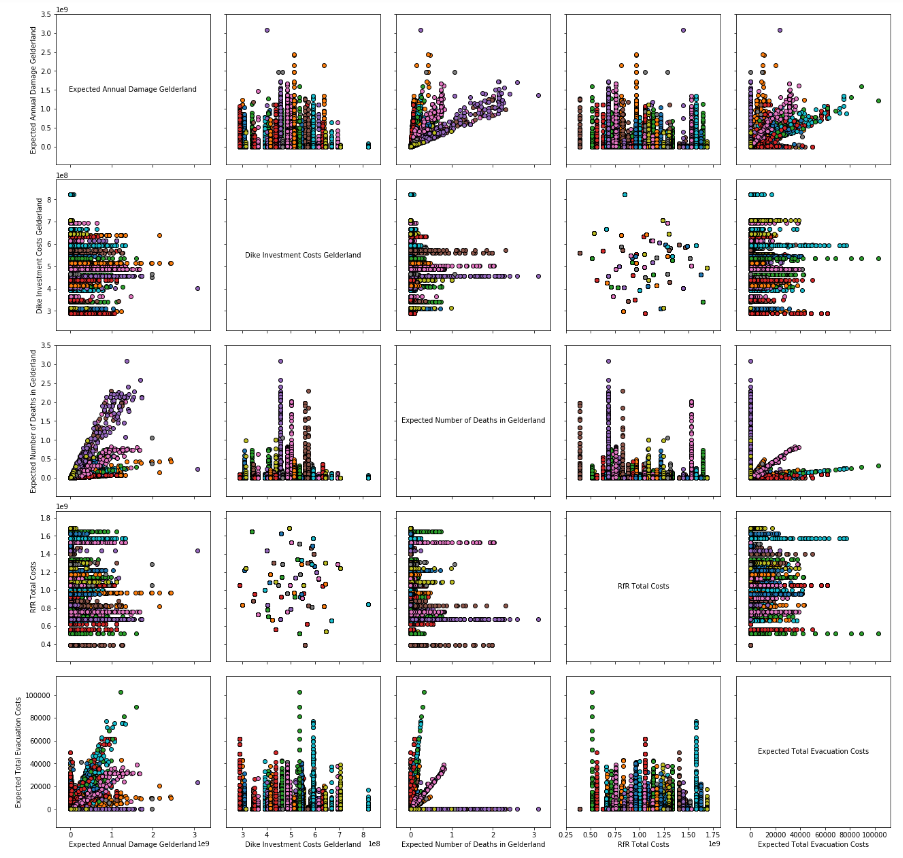 1e9
3.5
3.0
2.5
2.0
1.5
1.0
0.5
0.0
Expected Annual Damage Gelderland
Expected Annual Damage Gelderland
1e8
8
7
6
5
4
3
Dike Investment Costs Gelderland
Dike Investment Costs Gelderland
3.5
3.0
2.5
2.0
1.5
1.0
0.5
0.0
Expected Number of Deaths in Gelderland
Expected Number of Deaths in Gelderland
1e9
1.8
1.6
1.4
1.2
1.0
0.8
0.6
0.4
RfR Total Costs
RfR Total Costs
100000
80000
60000
40000
20000
0
Expected Total Evacuation Costs
Expected Total Evacuation Costs
0 1 2 3
Expected Annual Damage Gelderland 1e9
3 4 5 6 7 8
Dike Investment Costs Gelderland 1e8
0 1 2 3
Expected Number of Deaths in Gelderland
0.25 0.50 0.75 1.00 1.25 1.50 1.75
RfR Total Costs 1e9
0 20000 40000 60000 80000 100000
Expected Total Evacuation Costs